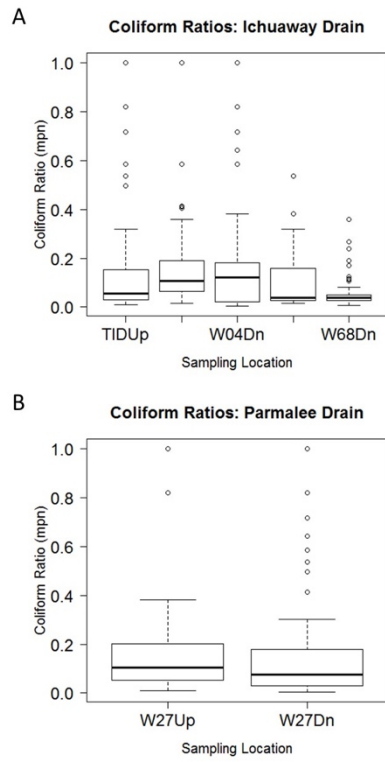 A
Coliform Ratios: Ichuaway Drain
Coliform Ratio (mpn)
1.0
0.8
0.6
0.4
0.2
0.0
TIDUp W04Dn W68Dn
Sampling Location
B
Coliform Ratios: Parmalee Drain
Coliform Ratio (mpn)
1.0
0.8
0.6
0.4
0.2
0.0
W27Up W27Dn
Sampling Location